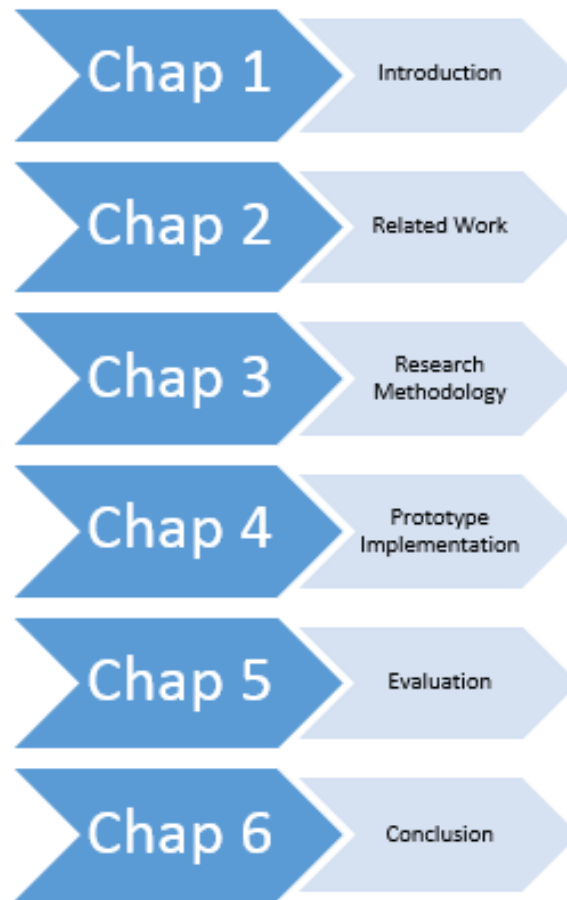 Chap 1
Introduction
Chap 2
Related Work
Chap 3
Research
Methodology
Chap 4
Prototype
Implementation
Chap 5
Evaluation
Chap 6
Conclusion